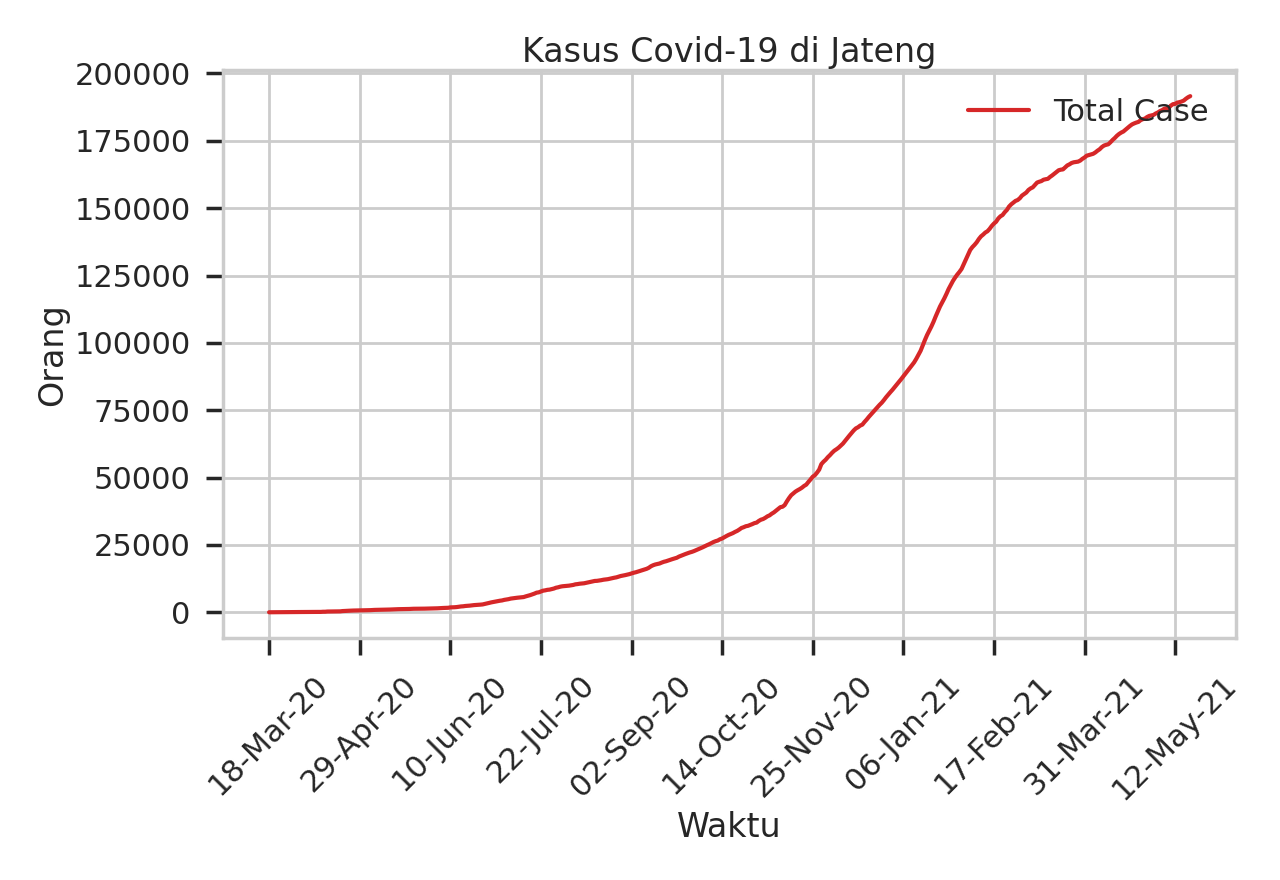 Kasus Covid-19 di Jateng
Total Case
Orang
200000
175000
150000
125000
100000
75000
50000
25000
0
18-Mar-20
29-Apr-20
10-Jun-20
22-Jul-20
02-Sep-20
14-Oct-20
25-Nov-20
06-Jan-21
17-Feb-21
31-Mar-21
12-May-21
Waktu